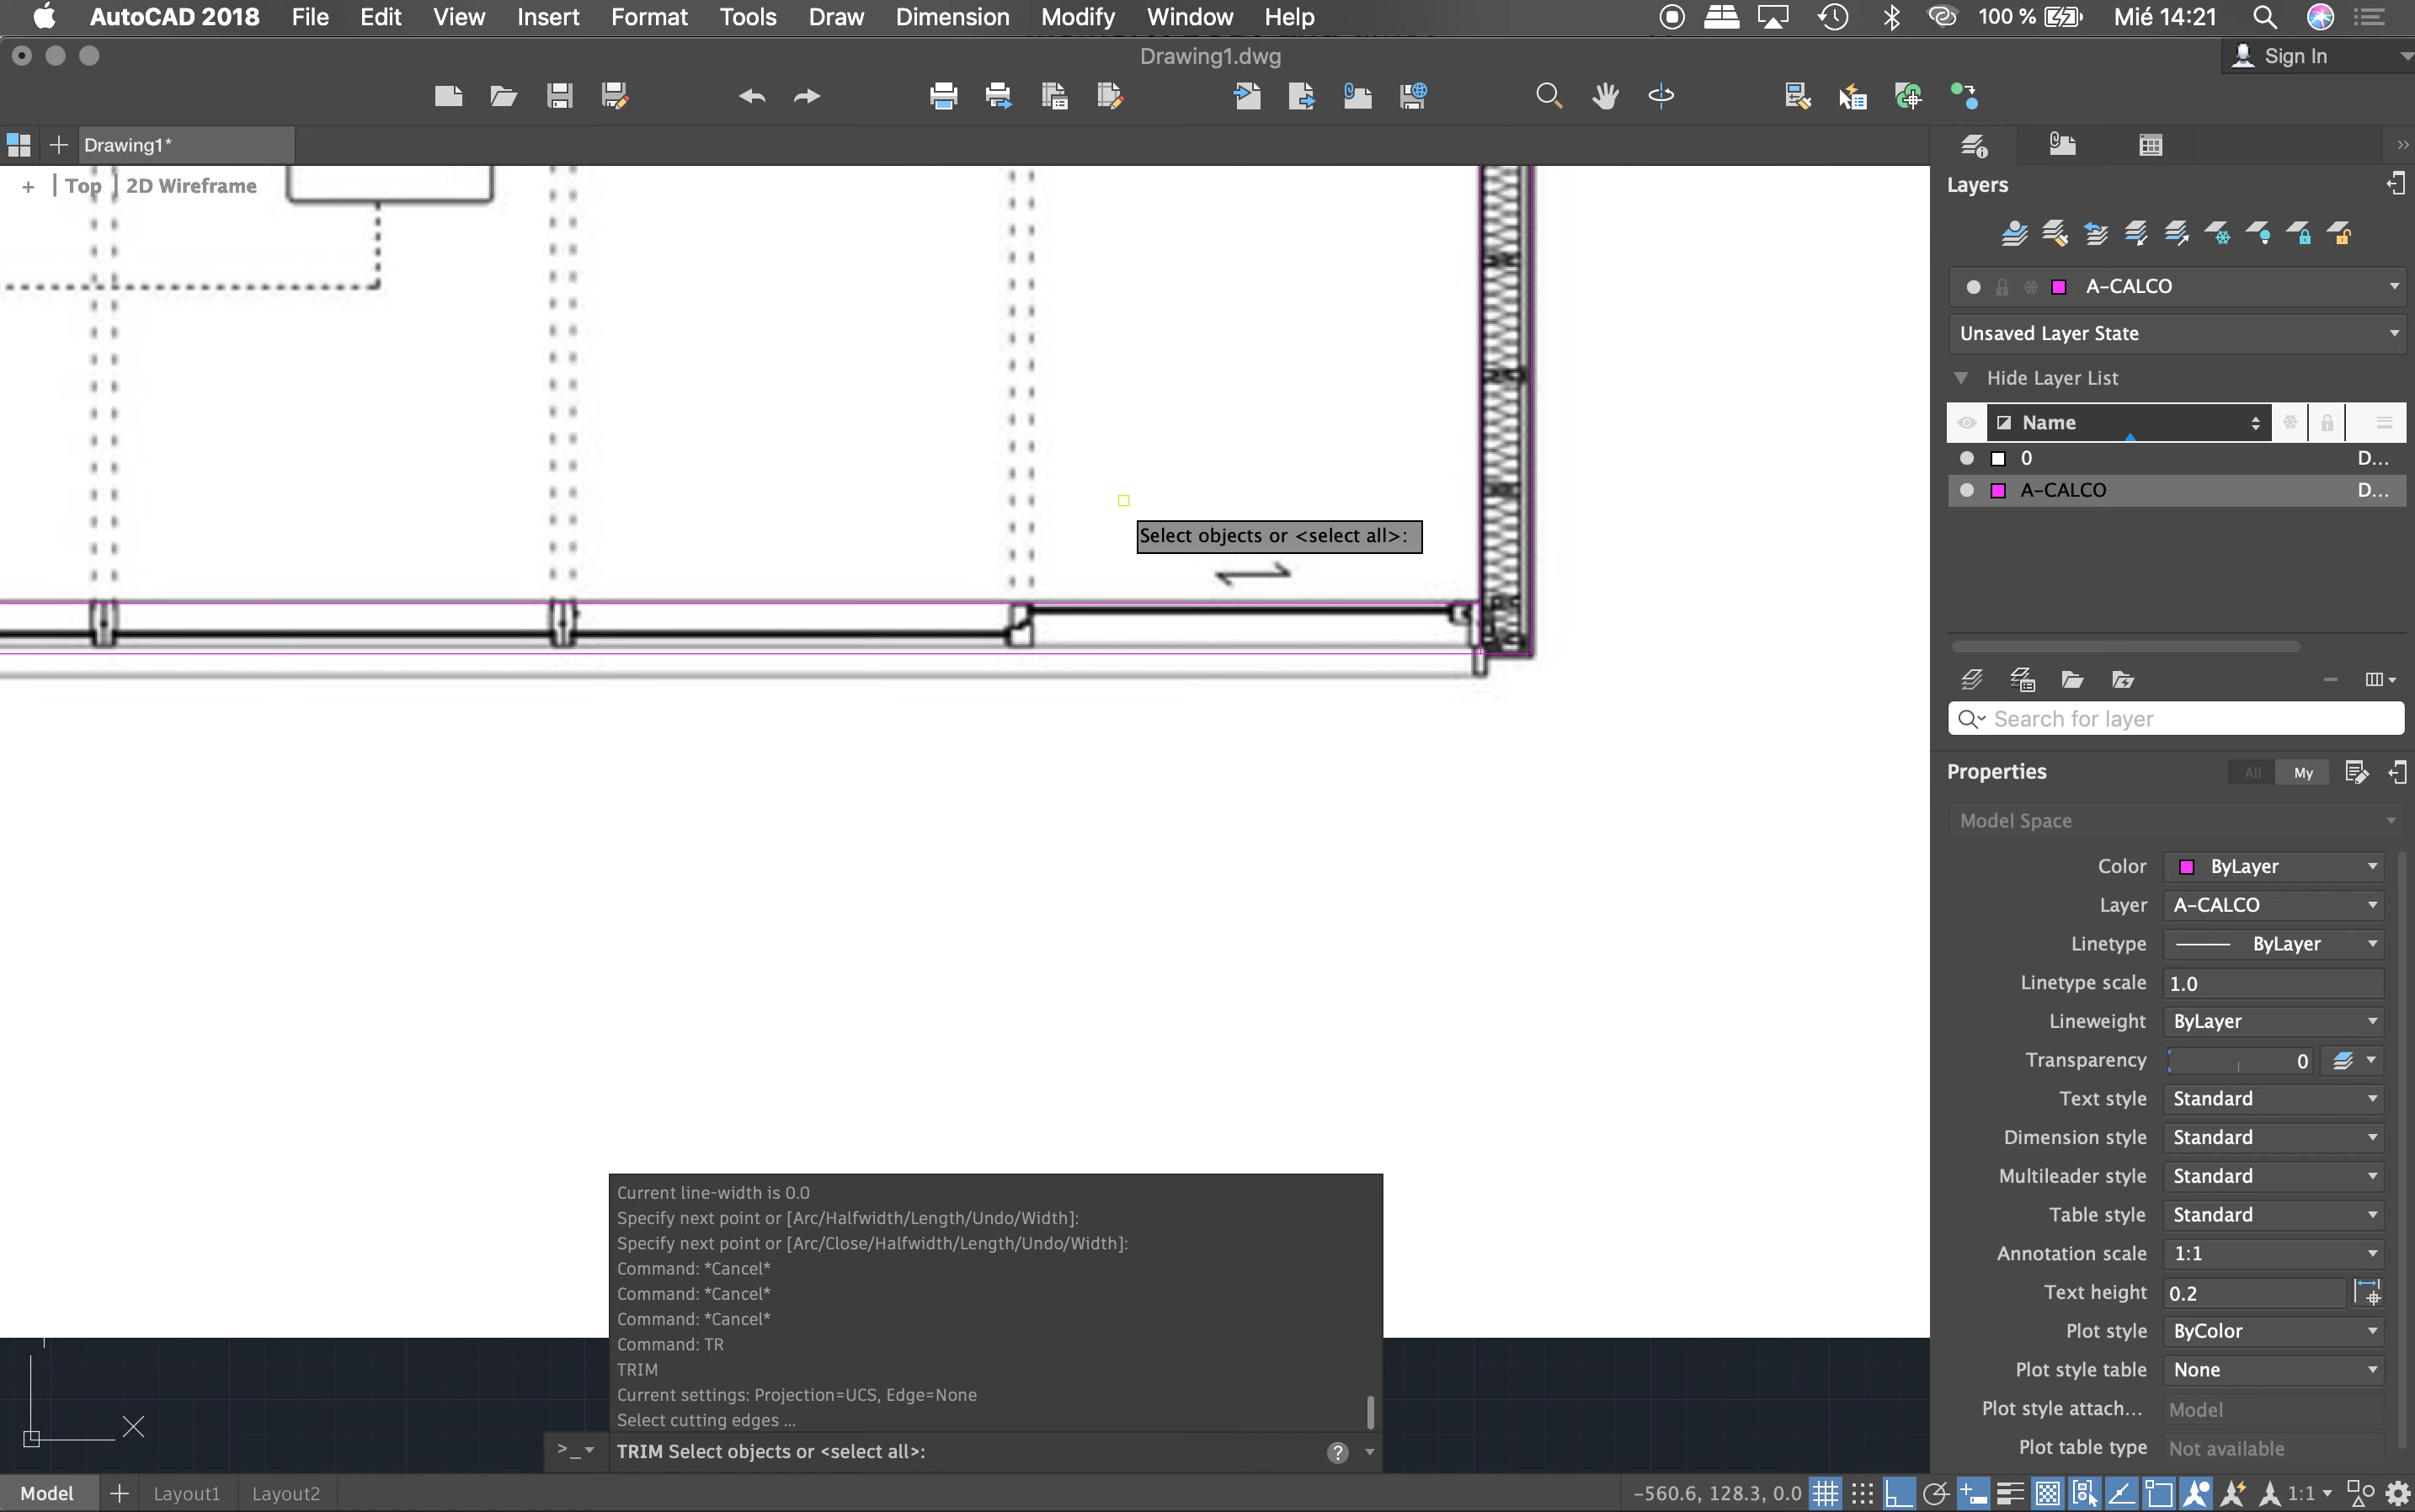 AutoCAD 2018 File Edit View Insert Format Tools Draw Dimension Modify Window Help 100 % Mié 14:21
Drawing1.dwg
Sign In
Drawing1*
+ Top 2D Wireframe
Select objects or <select all>:
Layers
A-CALCO
Unsaved Layer State
Hide Layer List
Name
0 D...
A-CALCO D...
Search for layer
Properties All My
Model Space
Color ByLayer
Layer A-CALCO
Linetype ByLayer
Linetype scale 1.0
Lineweight ByLayer
Transparency 0
Text style Standard
Dimension style Standard
Multileader style Standard
Table style Standard
Annotation scale 1:1
Text height 0.2
Plot style ByColor
Plot style table None
Plot style attach... Model
Plot table type Not available
Current line-width is 0.0
Specify next point or [Arc/Halfwidth/Length/Undo/Width]:
Specify next point or [Arc/Close/Halfwidth/Length/Undo/Width]:
Command: *Cancel*
Command: *Cancel*
Command: *Cancel*
Command: TR
TRIM
Current settings: Projection=UCS, Edge=None
Select cutting edges ...
>_ TRIM Select objects or <select all>: ?
Model + Layout1 Layout2 -560.6, 128.3, 0.0 1:1